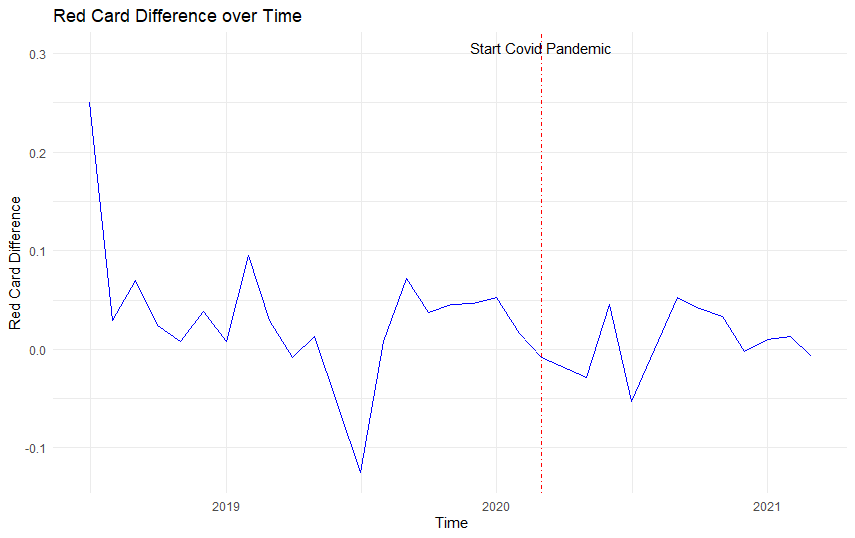 Red Card Difference over Time
Start Covid Pandemic
0.3
0.2
0.1
0.0
-0.1
Red Card Difference
2019
2020
2021
Time